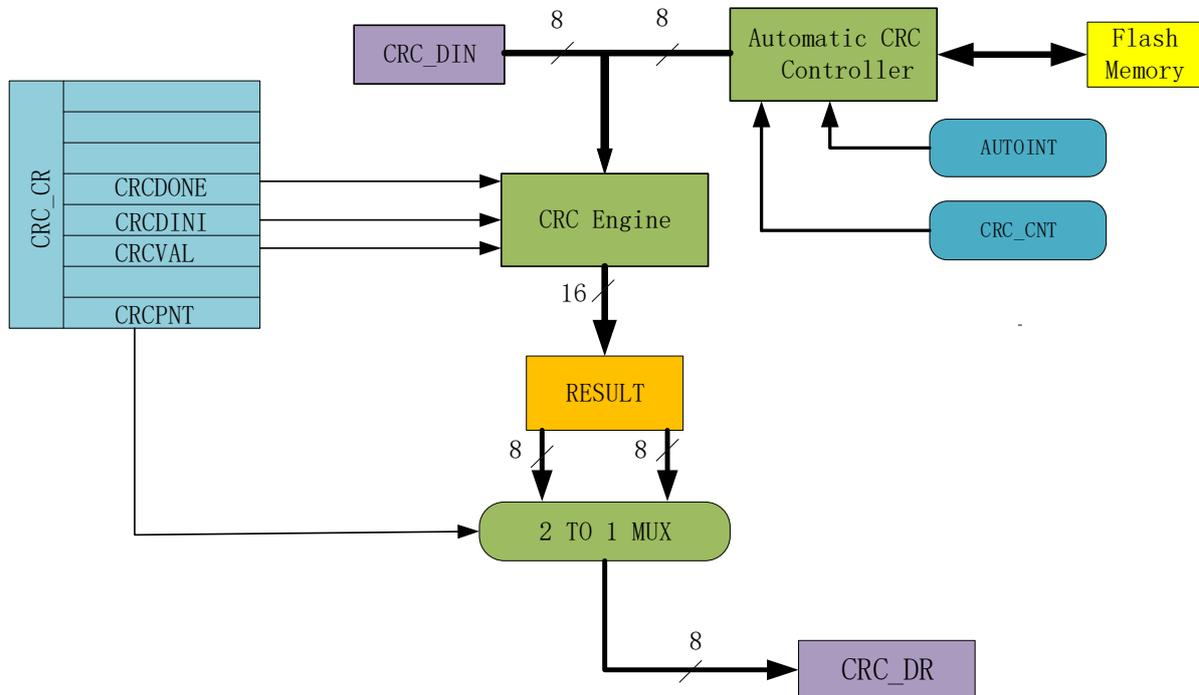 8
8
CRC_DIN
Automatic CRC
Controller
Flash
Memory
AUTOINT
CRC_CR
CRCDONE
CRCDINI
CRCVAL
CRCPNT
CRC Engine
CRC_CNT
16
RESULT
8
8
2 TO 1 MUX
8
CRC_DR